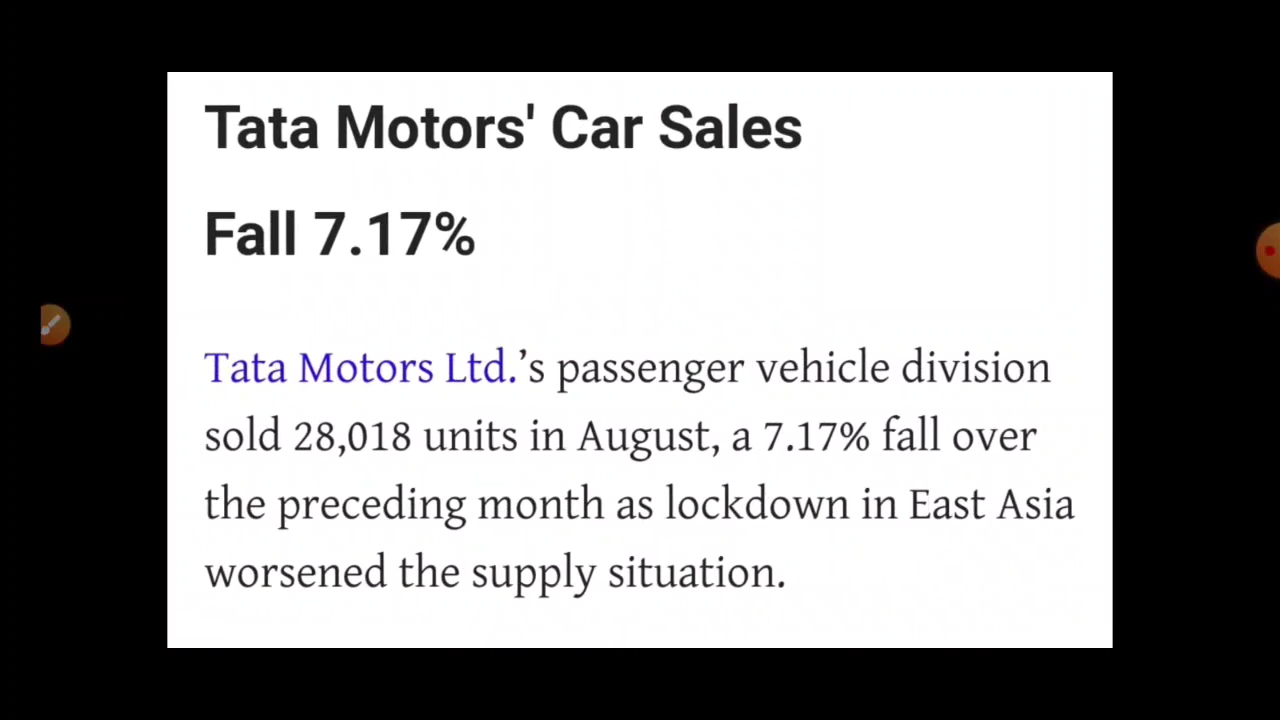 Tata Motors' Car Sales
Fall 7.17%
Tata Motors Ltd.’s passenger vehicle division
sold 28,018 units in August, a 7.17% fall over
the preceding month as lockdown in East Asia
worsened the supply situation.